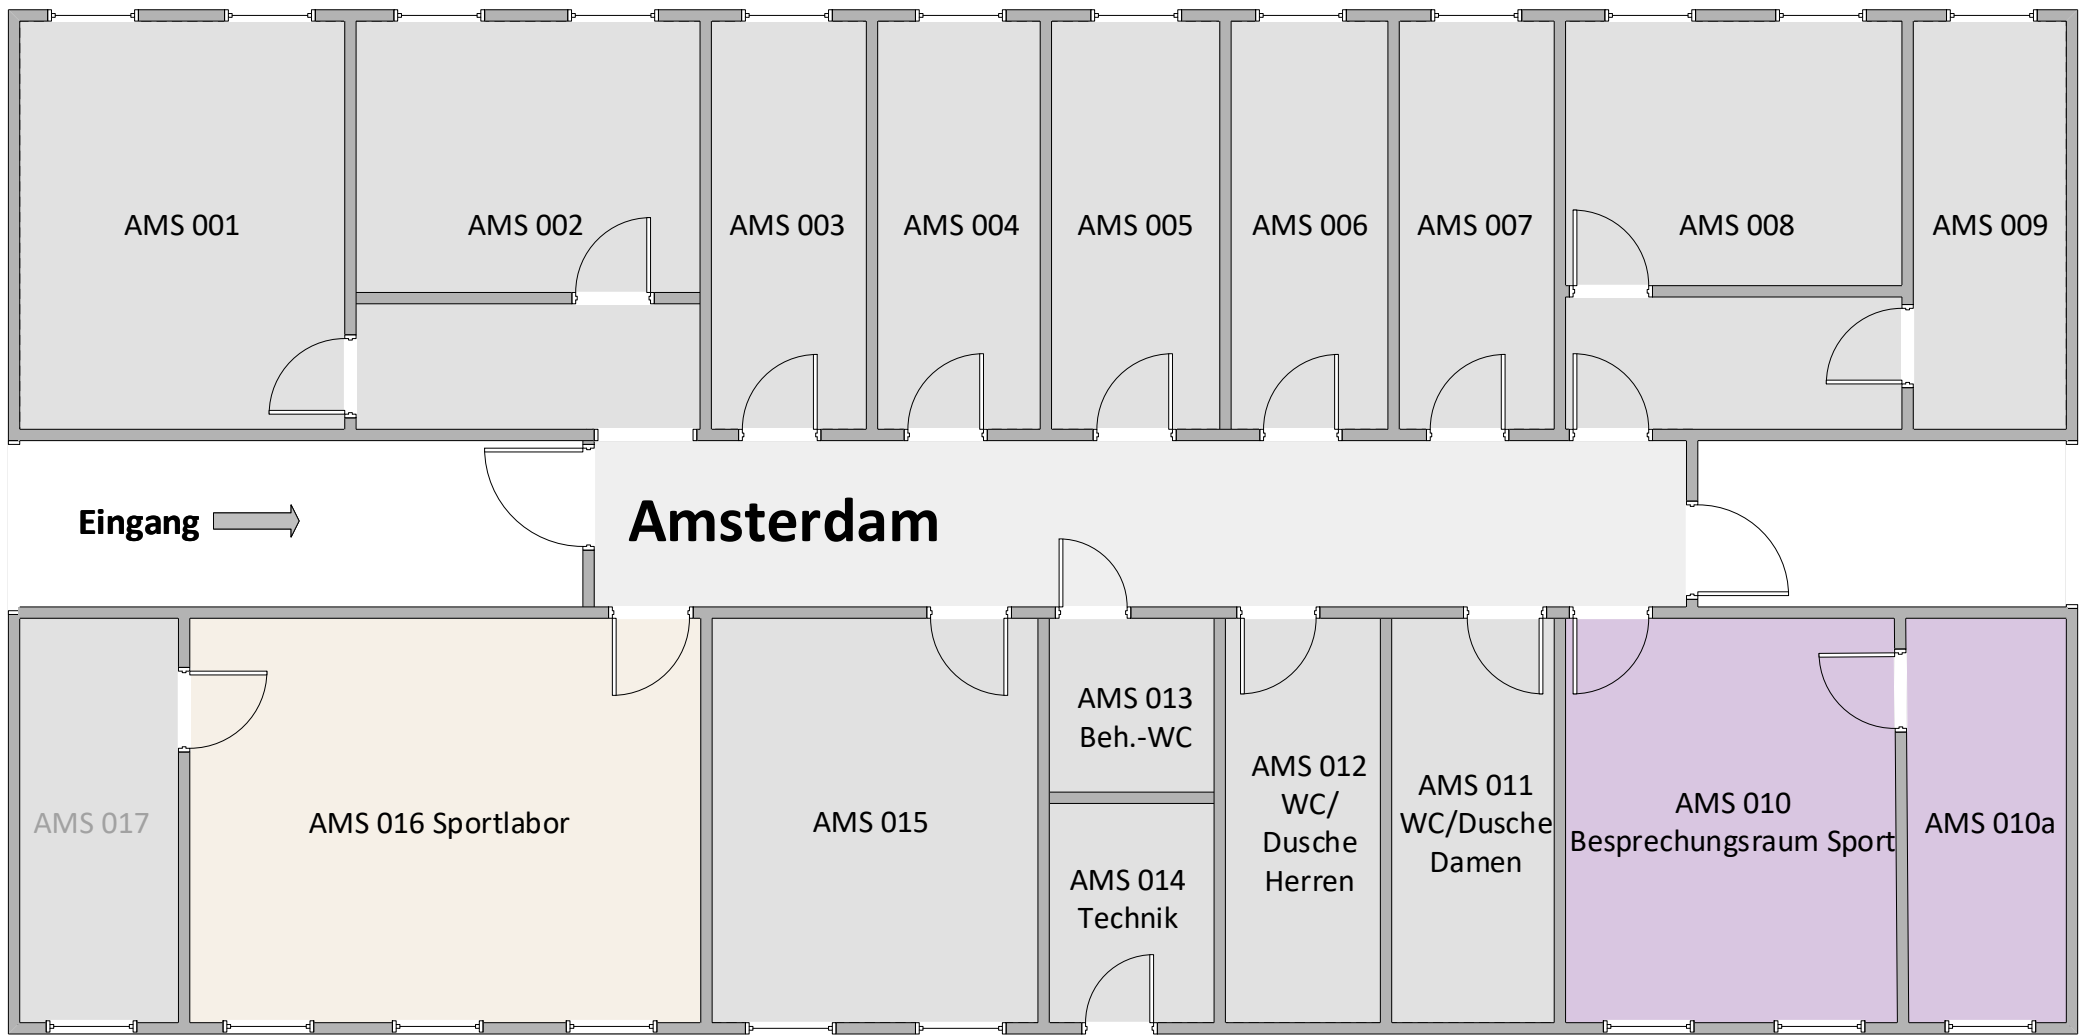 AMS 001
AMS 002
AMS 003
AMS 004
AMS 005
AMS 006
AMS 007
AMS 008
AMS 009
Eingang
Amsterdam
AMS 017
AMS 016 Sportlabor
AMS 015
AMS 013
Beh.-WC
AMS 014
Technik
AMS 012
WC/
Dusche
Herren
AMS 011
WC/Dusche
Damen
AMS 010
Besprechungsraum Sport
AMS 010a